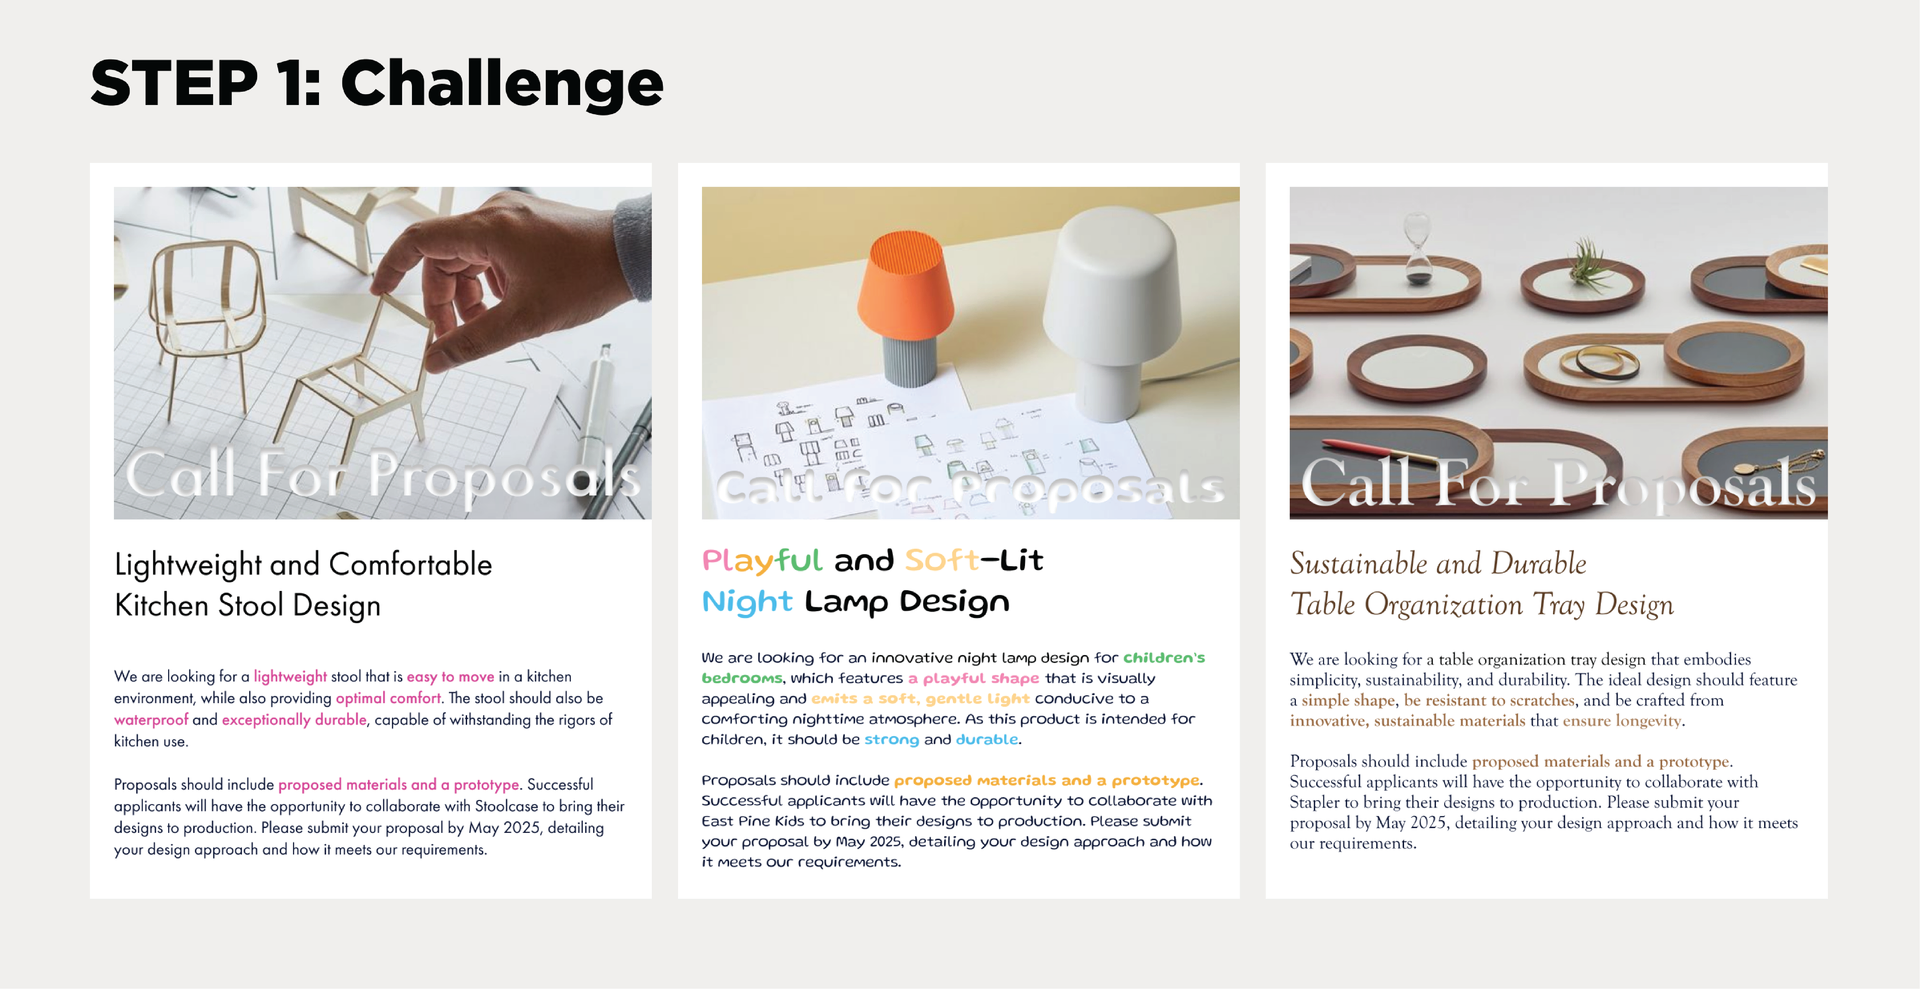 STEP 1: Challenge
Call For Proposals
Lightweight and Comfortable
Kitchen Stool Design
We are looking for a lightweight stool that is easy to move in a kitchen
environment, while also providing optimal comfort. The stool should also be
waterproof and exceptionally durable, capable of withstanding the rigors of
kitchen use.
Proposals should include proposed materials and a prototype. Successful
applicants will have the opportunity to collaborate with Stoolcase to bring their
designs to production. Please submit your proposal by May 2025, detailing
your design approach and how it meets our requirements.
Call For Proposals
Playful and Soft-Lit
Night Lamp Design
We are looking for an innovative night lamp design for children's
bedrooms, which features a playful shape that is visually
appealing and emits a soft, gentle light conducive to a
comforting nighttime atmosphere. As this product is intended for
children, it should be strong and durable.
Proposals should include proposed materials and a prototype.
Successful applicants will have the opportunity to collaborate with
East Pine Kids to bring their designs to production. Please submit
your proposal by May 2025, detailing your design approach and how
it meets our requirements.
Call For Proposals
Sustainable and Durable
Table Organization Tray Design
We are looking for a table organization tray design that embodies
simplicity, sustainability, and durability. The ideal design should feature
a simple shape, be resistant to scratches, and be crafted from
innovative, sustainable materials that ensure longevity.
Proposals should include proposed materials and a prototype.
Successful applicants will have the opportunity to collaborate with
Stapler to bring their designs to production. Please submit your
proposal by May 2025, detailing your design approach and how it meets
our requirements.